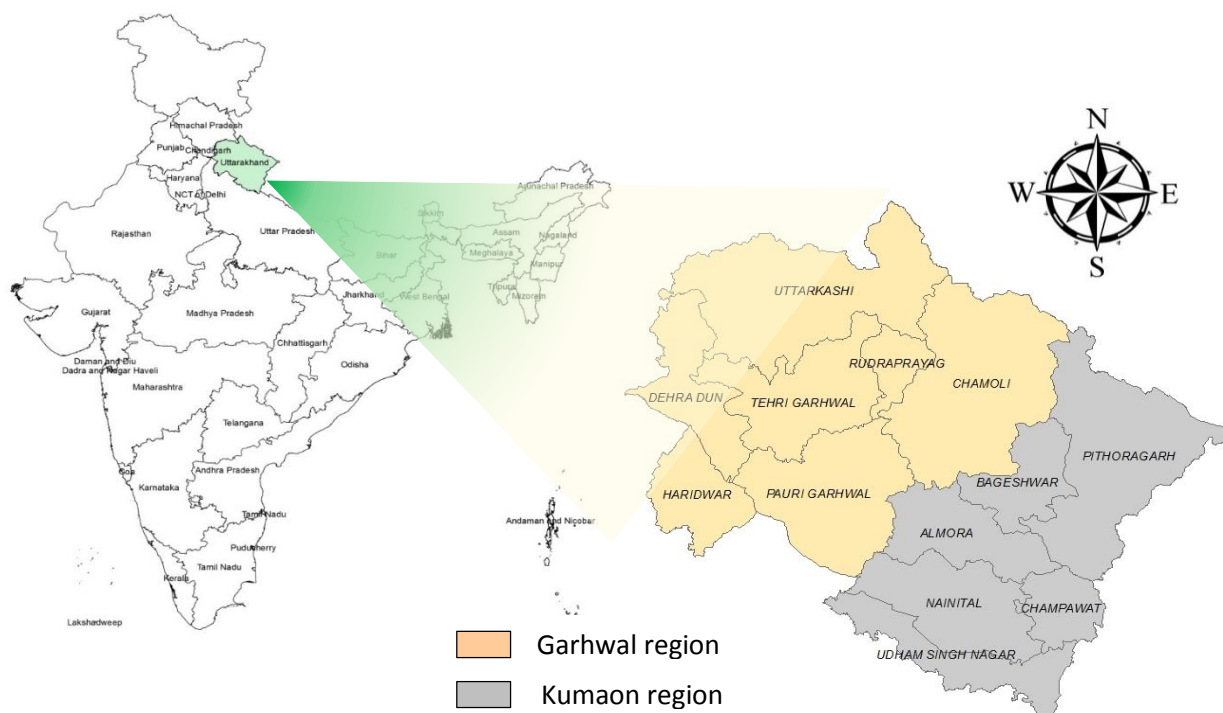 Himachal Pradesh
Punjab
Chandigarh
Uttarakhand
Haryana
NCT of Delhi
Rajasthan
Uttar Pradesh
Bihar
Sikkim
Arunachal Pradesh
Assam
Nagaland
Meghalaya
Manipur
Tripura
Mizoram
Jharkhand
West Bengal
Gujarat
Madhya Pradesh
Chhattisgarh
Odisha
Daman and Diu
Dadra and Nagar Haveli
Maharashtra
Telangana
Goa
Andhra Pradesh
Karnataka
Tamil Nadu
Puducherry
Kerala
Tamil Nadu
Lakshadweep
Andaman and Nicobar
N
W
E
S
UTTARKASHI
RUDRAPRAYAG
CHAMOLI
DEHRA DUN
TEHRI GARHWAL
PITHORAGARH
BAGESHWAR
HARIDWAR
PAURI GARHWAL
ALMORA
NAINITAL
CHAMPAWAT
UDHAM SINGH NAGAR
Garhwal region
Kumaon region